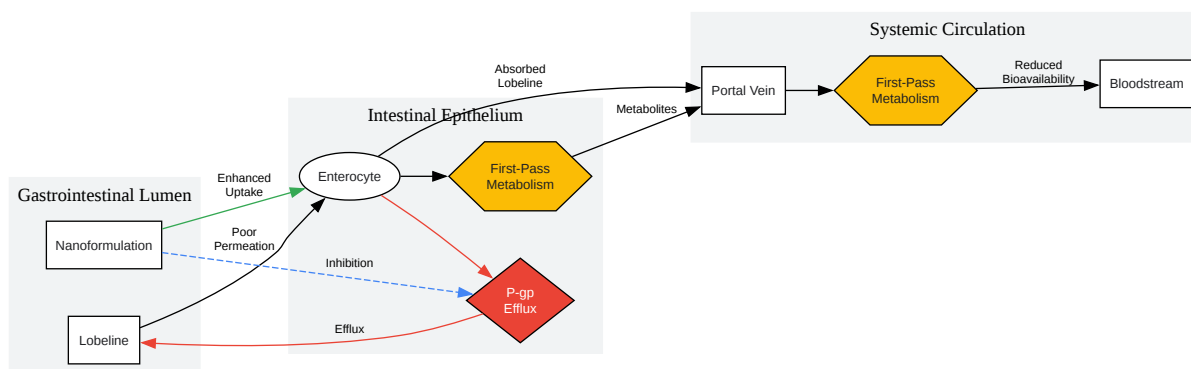 Systemic Circulation
Absorbed
Lobeline
Portal Vein
First-Pass
Metabolism
Reduced
Bioavailability
Bloodstream
Intestinal Epithelium
Metabolites
Enterocyte
First-Pass
Metabolism
Gastrointestinal Lumen
Enhanced
Uptake
Nanoformulation
Poor
Permeation
Inhibition
P-gp
Efflux
Efflux
Lobeline